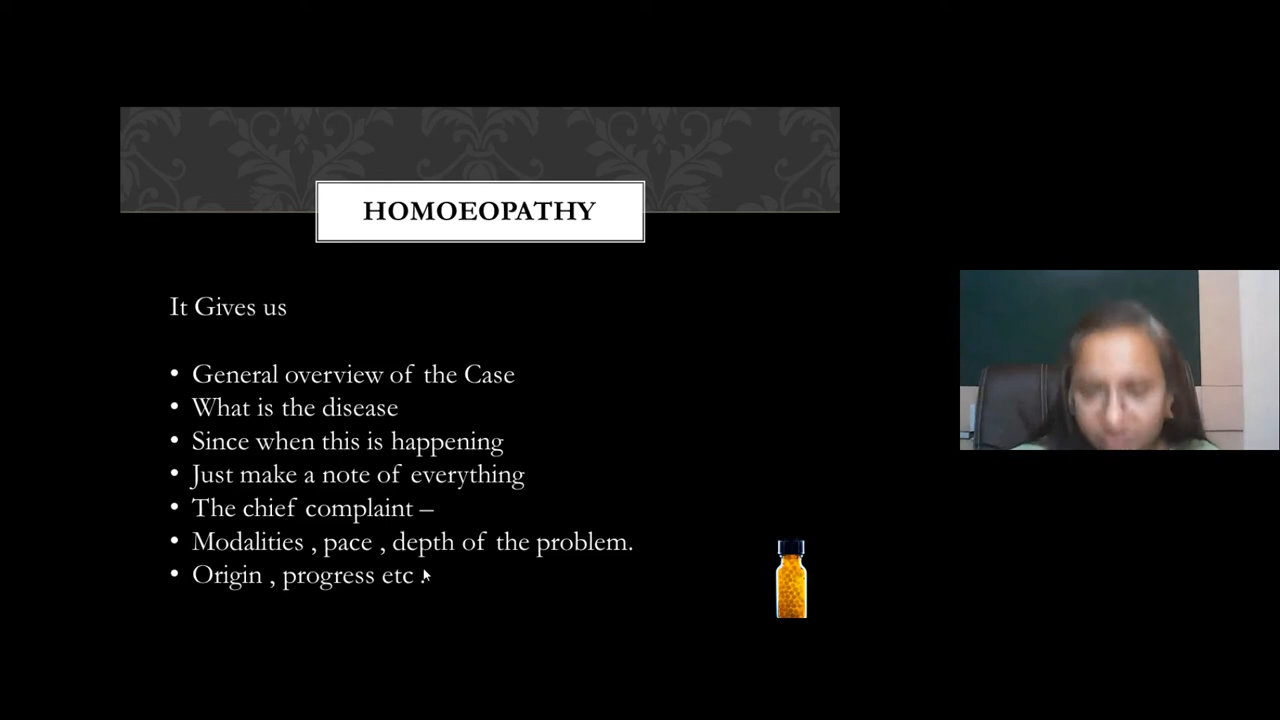 HOMOEOPATHY
It Gives us
• General overview of the Case
• What is the disease
• Since when this is happening
• Just make a note of everything
• The chief complaint –
• Modalities , pace , depth of the problem.
• Origin , progress etc .